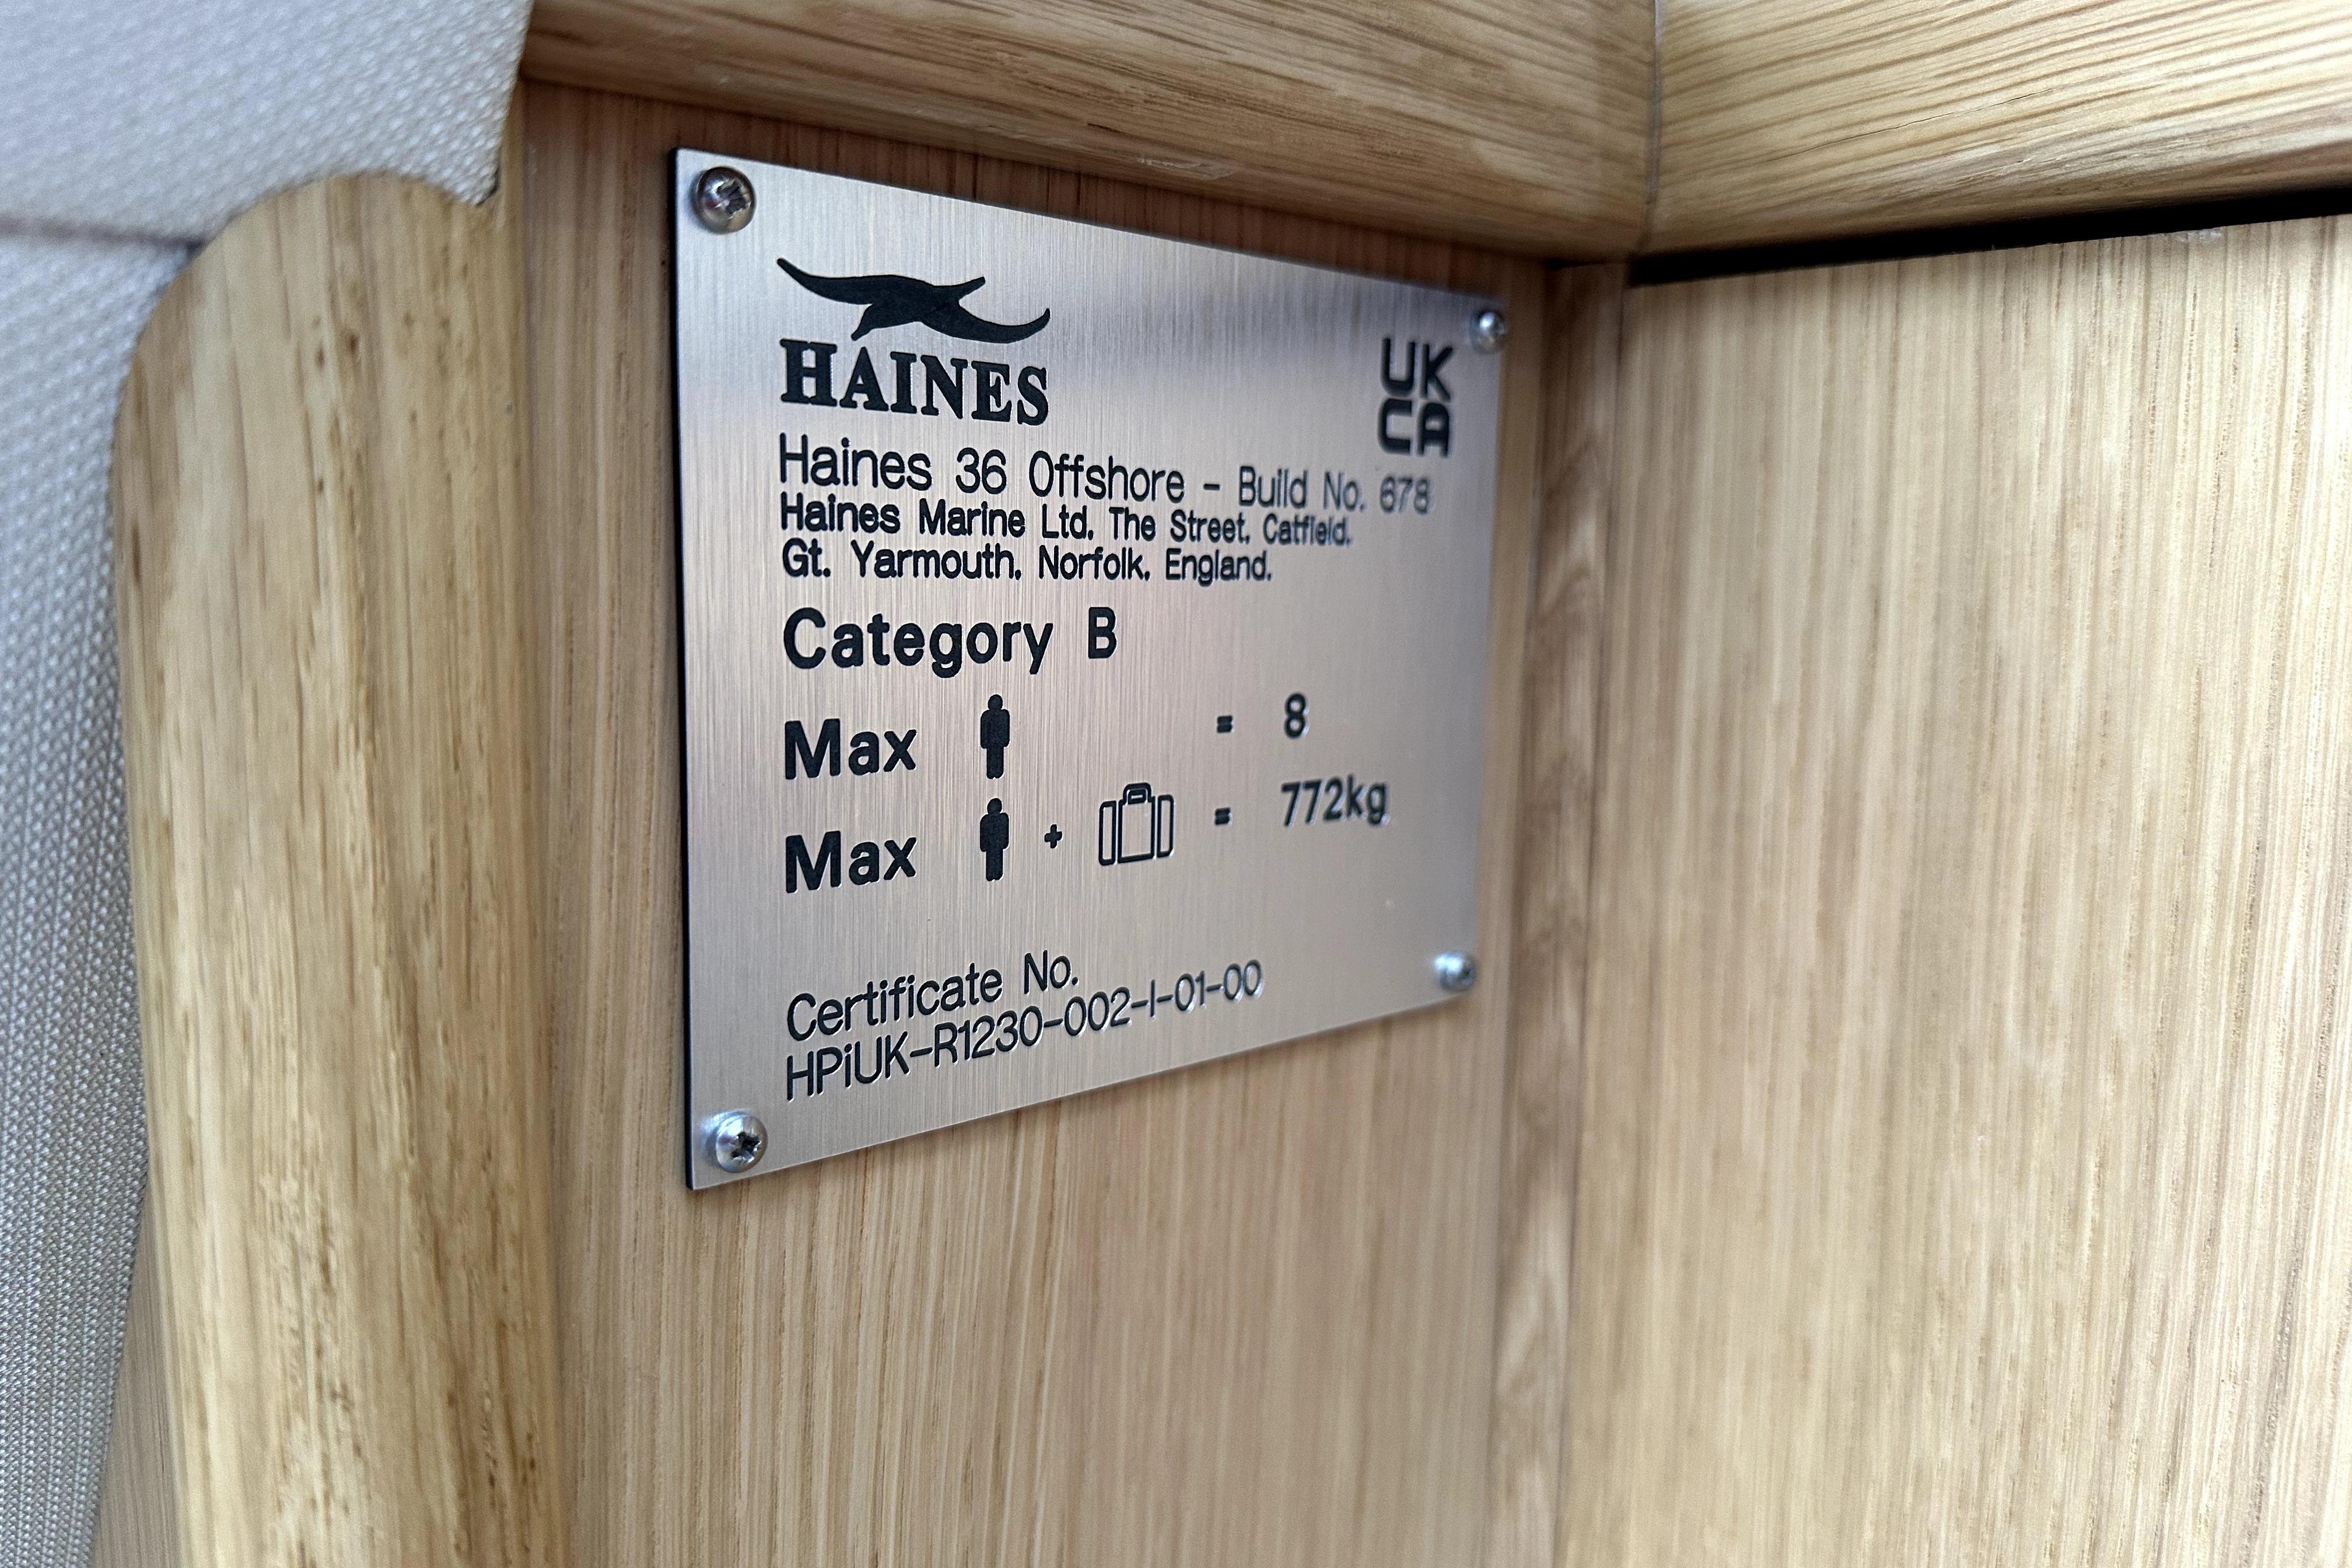 HAINES
UK
CA
Haines 36 Offshore - Build No. 678
Haines Marine Ltd. The Street, Catfield,
Gt. Yarmouth, Norfolk, England.
Category B
Max = 8
Max + = 772kg
Certificate No.
HPiUK-R1230-002-I-01-00